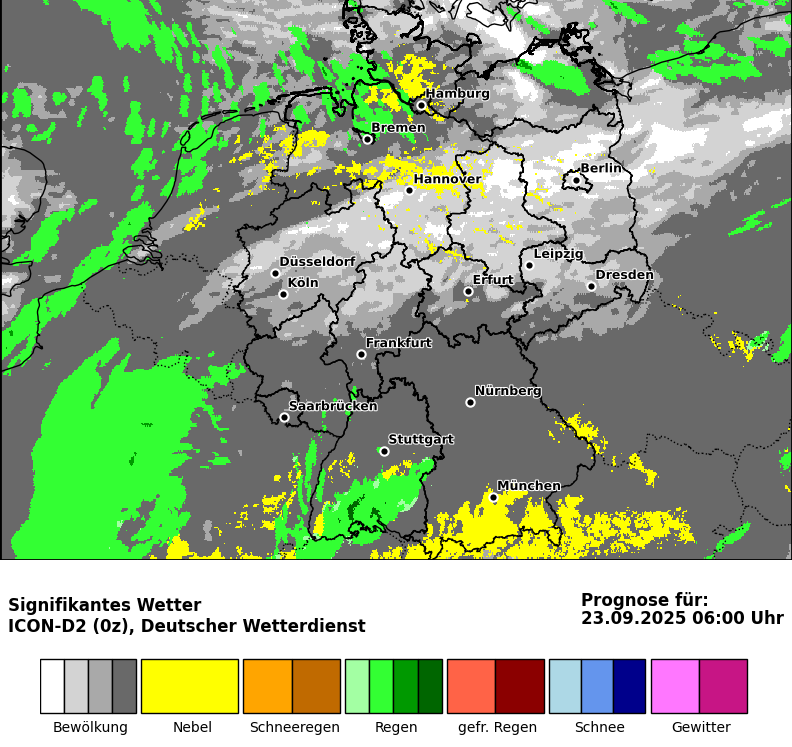 Hamburg
Bremen
Hannover
Berlin
Düsseldorf
Leipzig
Köln
Erfurt
Dresden
Frankfurt
Nürnberg
Saarbrücken
Stuttgart
München
Signifikantes Wetter
ICON-D2 (0z), Deutscher Wetterdienst
Prognose für:
23.09.2025 06:00 Uhr
Bewölkung Nebel Schneeregen Regen gefr. Regen Schnee Gewitter